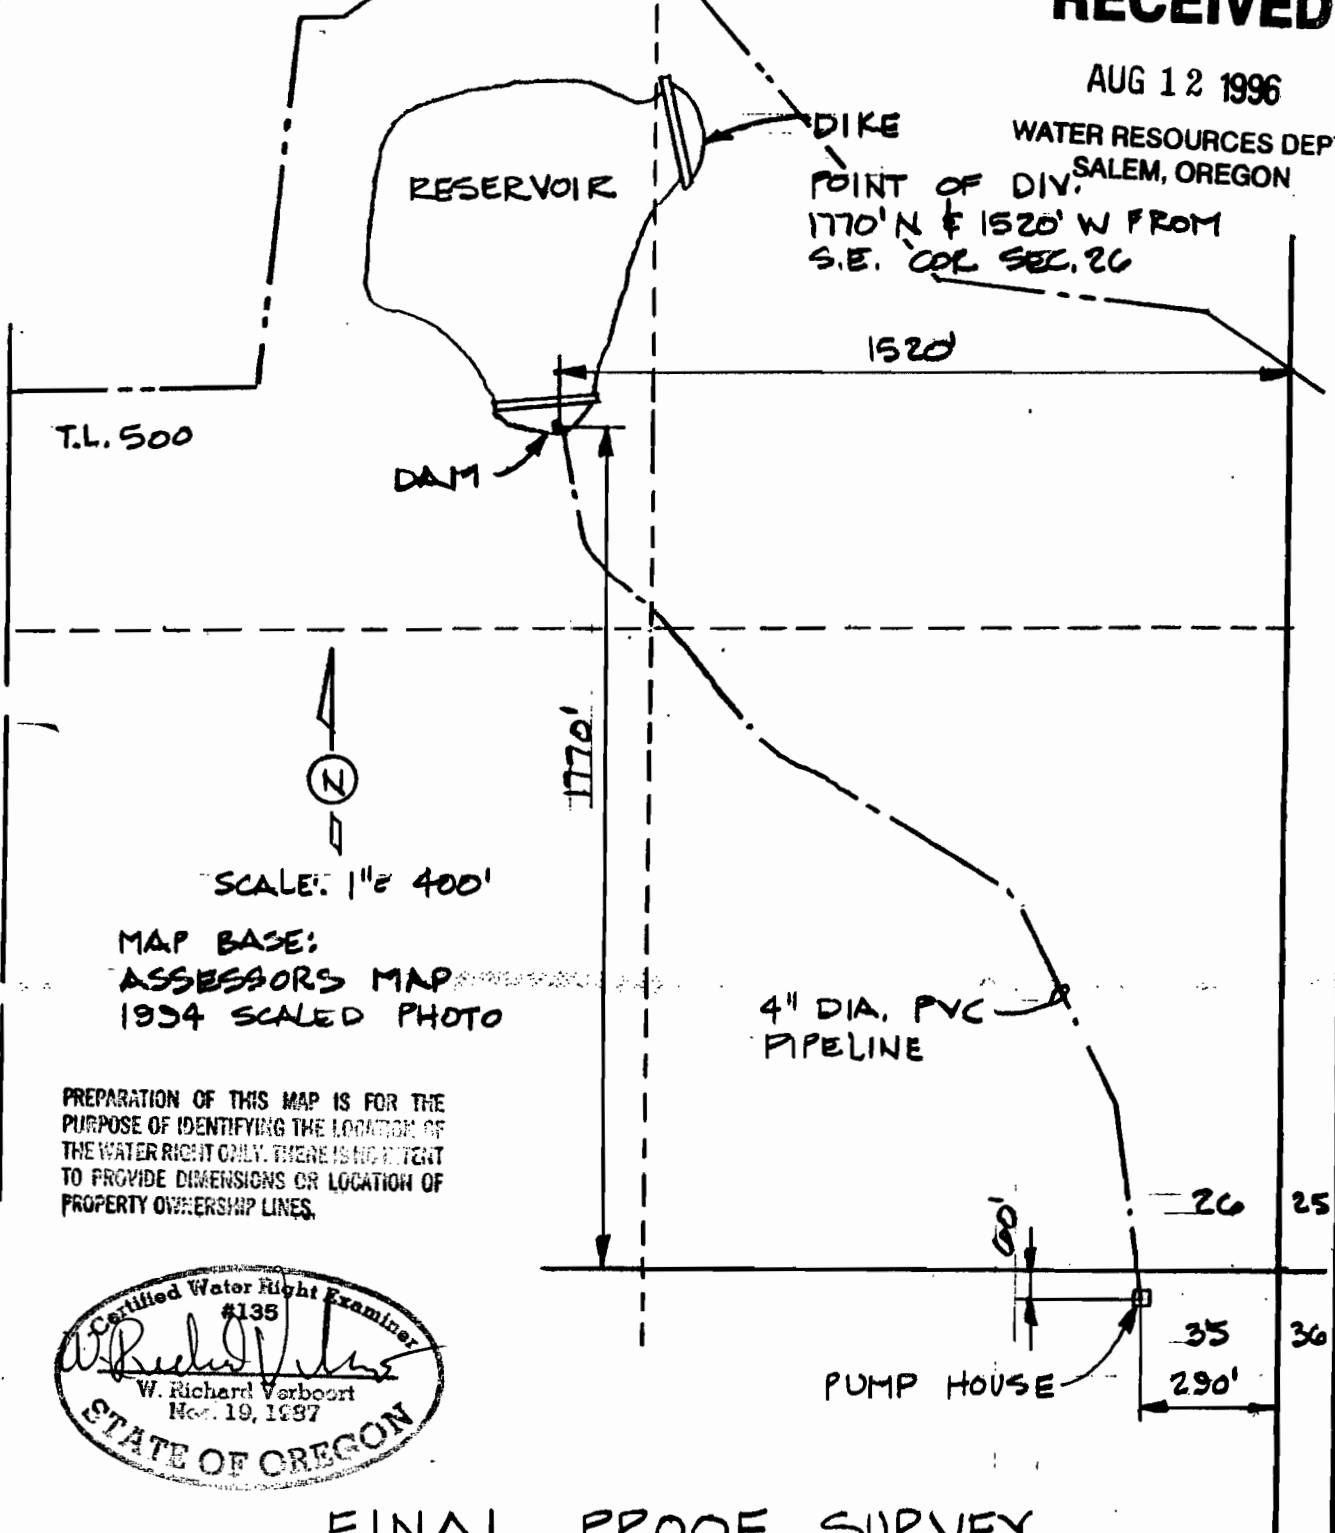 RECEIVED
AUG 12 1996
WATER RESOURCES DEPT
SALEM, OREGON
DIKE
RESERVOIR
POINT OF DIV.
1770' N & 1520' W FROM
S.E. COR SEC. 26
1520'
T.L. 500
DAM
1770'
N
SCALE: 1" = 400'
MAP BASE:
ASSESSORS MAP
1994 SCALED PHOTO
4" DIA. PVC
PIPELINE
PREPARATION OF THIS MAP IS FOR THE
PURPOSE OF IDENTIFYING THE LOCATION OF
THE WATER RIGHT ONLY. THERE IS NO INTENT
TO PROVIDE DIMENSIONS OR LOCATION OF
PROPERTY OWNERSHIP LINES.
60'
26 25
35 36
PUMP HOUSE
290'
Certified Water Right Examiner
#135
W. Richard Verboort
Nov. 19, 1987
STATE OF OREGON
FINAL PROOF SURVEY